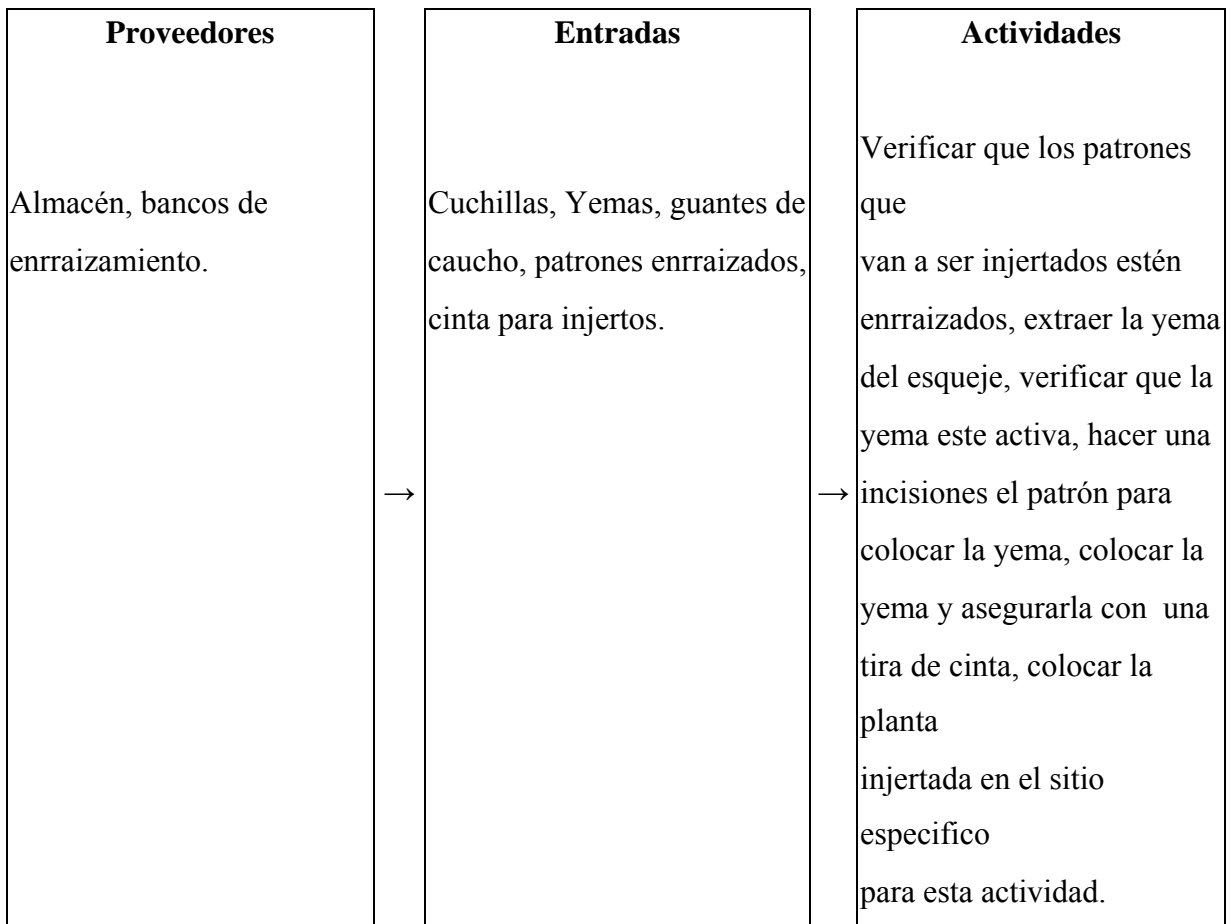 Proveedores
Almacén, bancos de
enrraizamiento.
→
Entradas
Cuchillas, Yemas, guantes de
caucho, patrones enrraizados,
cinta para injertos.
→
Actividades
Verificar que los patrones
que
van a ser injertados estén
enrraizados, extraer la yema
del esqueje, verificar que la
yema este activa, hacer una
incisiones el patrón para
colocar la yema, colocar la
yema y asegurarla con una
tira de cinta, colocar la
planta
injertada en el sitio
especifico
para esta actividad.